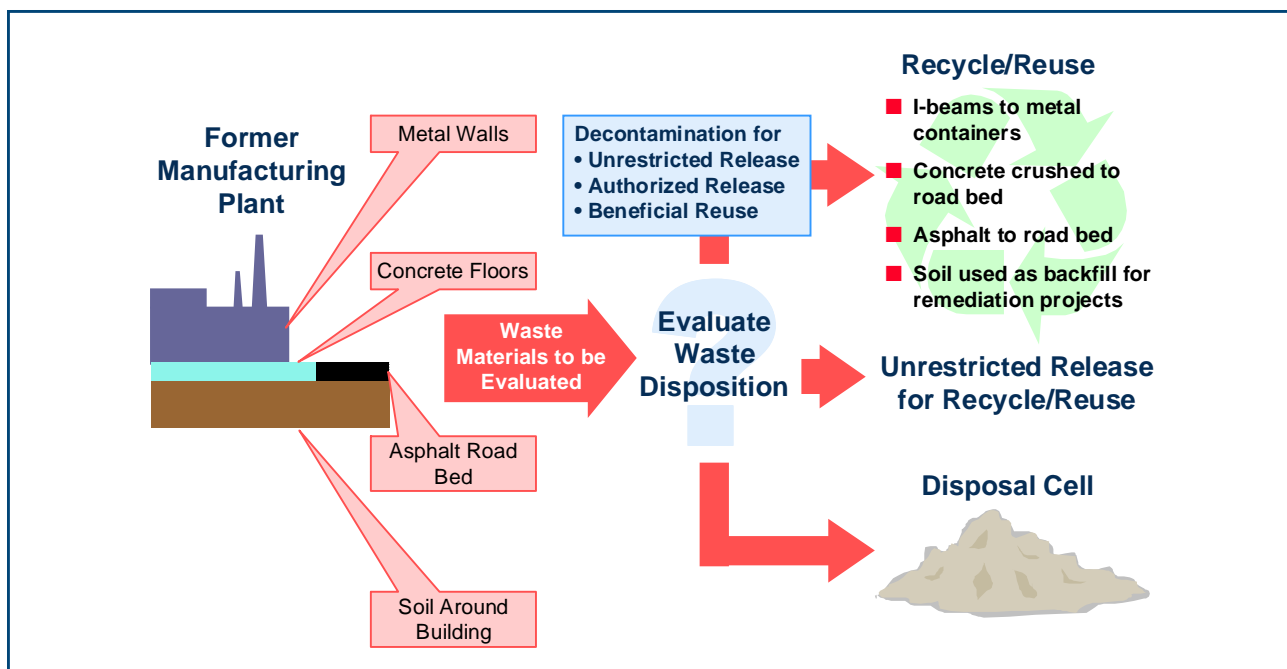 Former
Manufacturing
Plant
Metal Walls
Concrete Floors
Asphalt Road
Bed
Soil Around
Building
Waste
Materials to be
Evaluated
Evaluate
Waste
Disposition
?
Decontamination for
• Unrestricted Release
• Authorized Release
• Beneficial Reuse
Recycle/Reuse
■ I-beams to metal
containers
■ Concrete crushed to
road bed
■ Asphalt to road bed
■ Soil used as backfill for
remediation projects
Unrestricted Release
for Recycle/Reuse
Disposal Cell